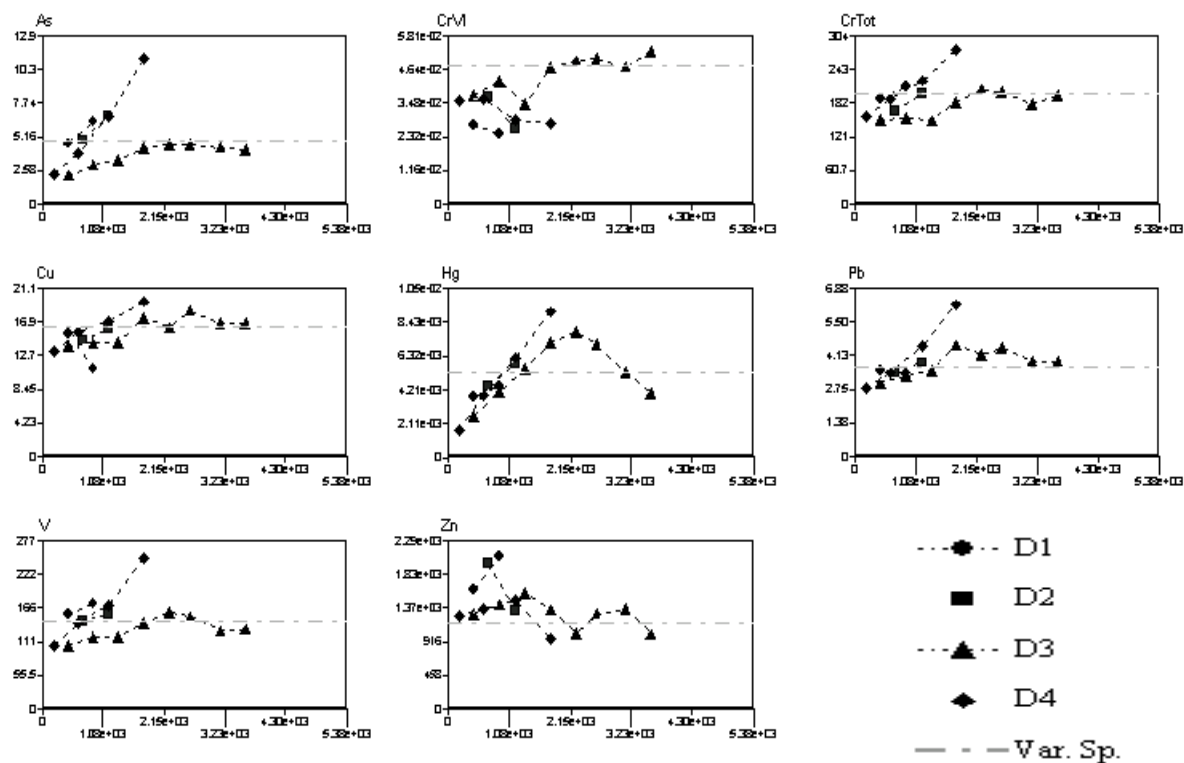 As
12.9
10.3
7.74
5.16
2.58
0
0
1.08e+03
2.15e+03
3.23e+03
4.30e+03
5.38e+03
CrVI
5.81e-02
4.64e-02
3.48e-02
2.32e-02
1.16e-02
0
0
1.08e+03
2.15e+03
3.23e+03
4.30e+03
5.38e+03
CrTot
304
243
182
121
60.7
0
0
1.08e+03
2.15e+03
3.23e+03
4.30e+03
5.38e+03
Cu
21.1
16.9
12.7
8.45
4.23
0
0
1.08e+03
2.15e+03
3.23e+03
4.30e+03
5.38e+03
Hg
1.05e-02
8.43e-03
6.32e-03
4.21e-03
2.11e-03
0
0
1.08e+03
2.15e+03
3.23e+03
4.30e+03
5.38e+03
Pb
6.88
5.50
4.13
2.75
1.38
0
0
1.08e+03
2.15e+03
3.23e+03
4.30e+03
5.38e+03
V
277
222
166
111
55.5
0
0
1.08e+03
2.15e+03
3.23e+03
4.30e+03
5.38e+03
Zn
2.29e+03
1.83e+03
1.37e+03
916
458
0
0
1.08e+03
2.15e+03
3.23e+03
4.30e+03
5.38e+03
D1
D2
D3
D4
Var. Sp.